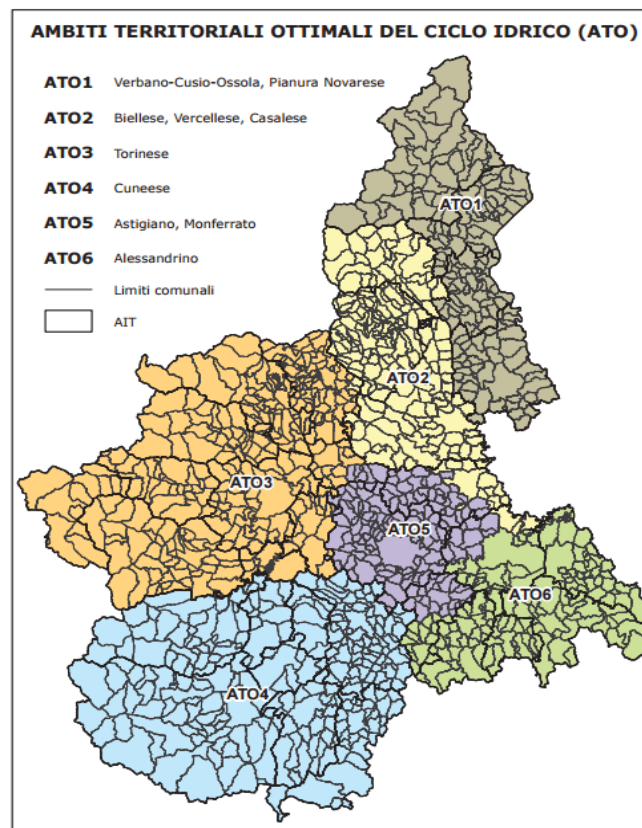 AMBITI TERRITORIALI OTTIMALI DEL CICLO IDRICO (ATO)
ATO1 Verbano-Cusio-Ossola, Pianura Novarese
ATO2 Biellese, Vercellese, Casalese
ATO3 Torinese
ATO4 Cuneese
ATO5 Astigiano, Monferrato
ATO6 Alessandrino
Limiti comunali
AIT
ATO1
ATO2
ATO3
ATO5
ATO6
ATO4